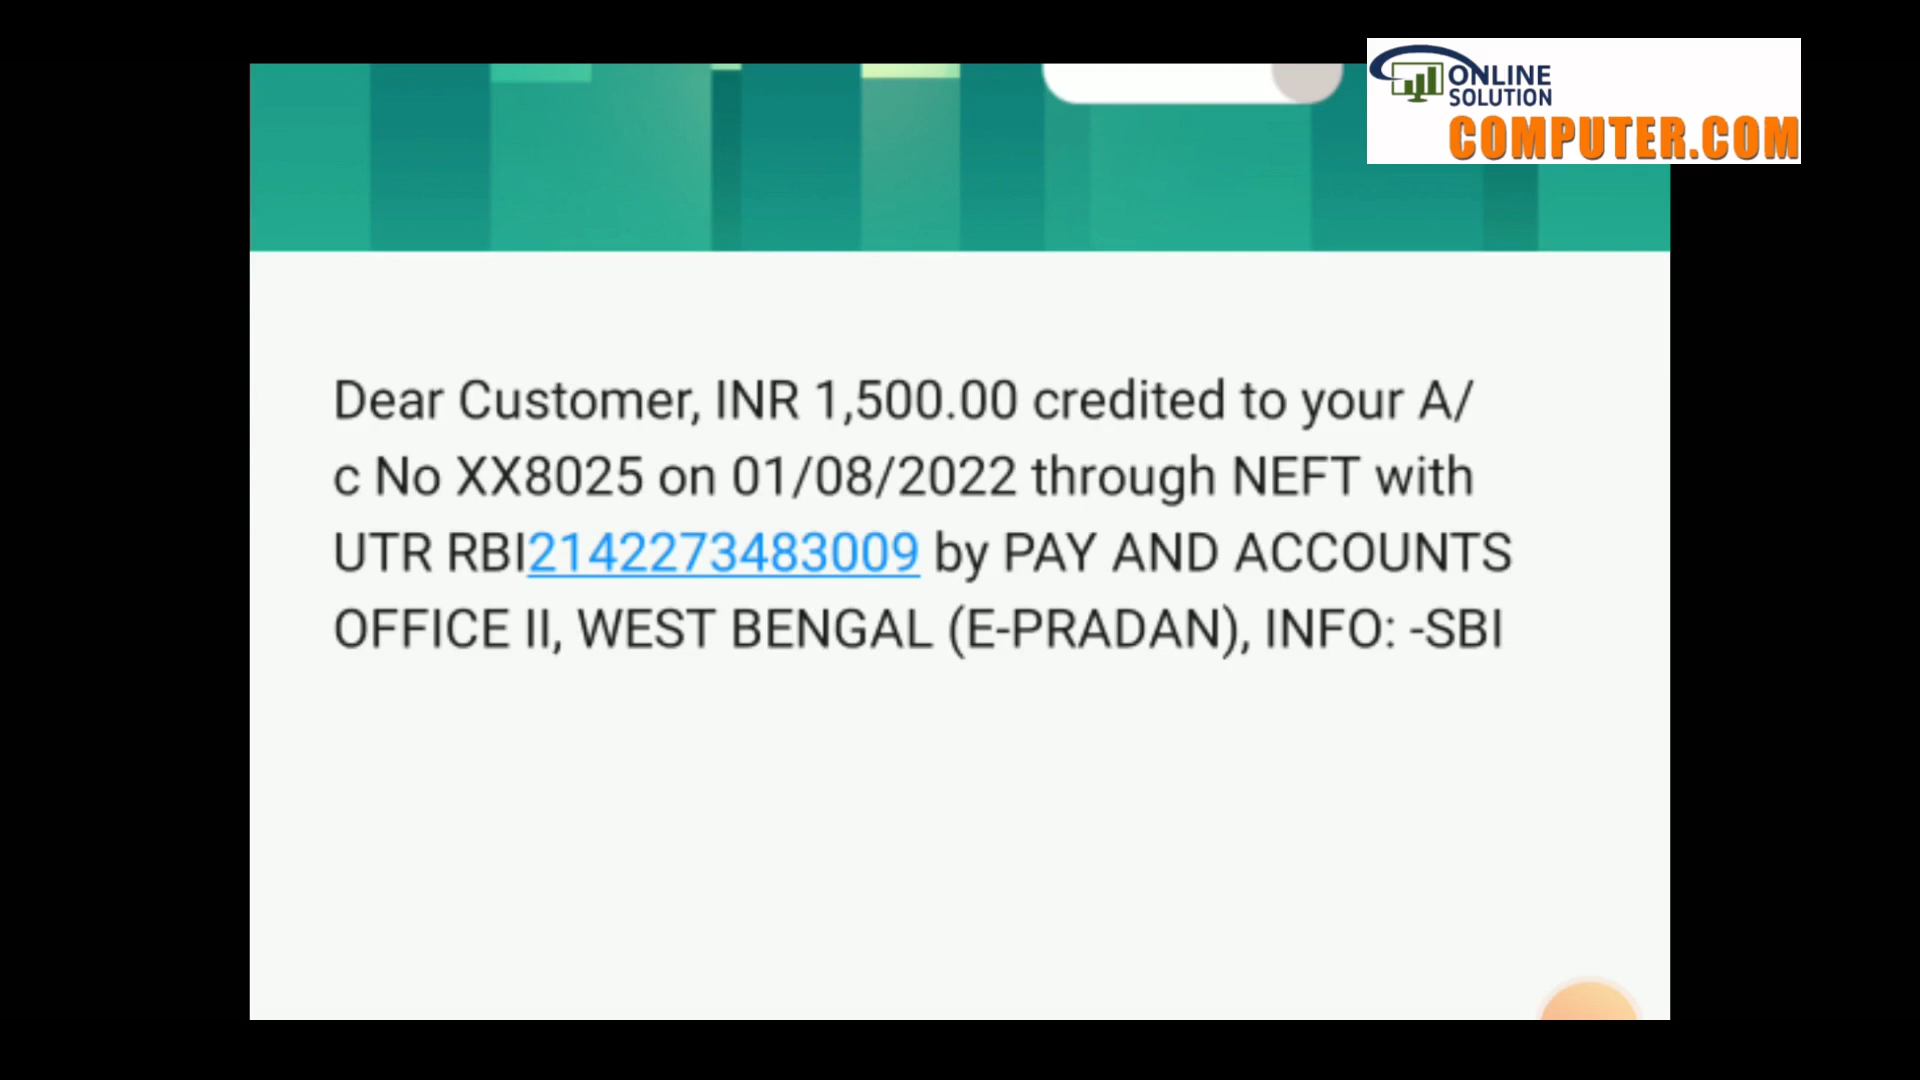 ONLINE
SOLUTION
COMPUTER.COM
Dear Customer, INR 1,500.00 credited to your A/
c No XX8025 on 01/08/2022 through NEFT with
UTR RBI2142273483009 by PAY AND ACCOUNTS
OFFICE II, WEST BENGAL (E-PRADAN), INFO: -SBI